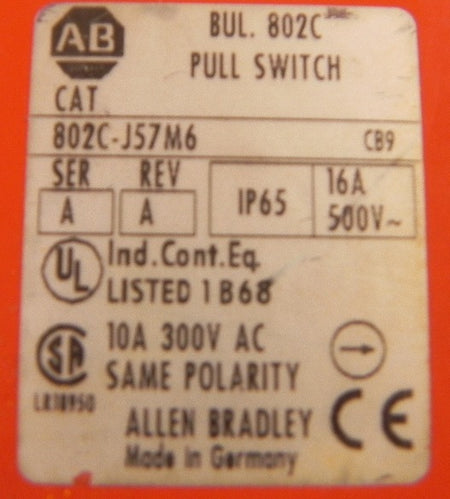 AB
BUL. 802C
PULL SWITCH
CAT
802C-J57M6 CB9
SER REV
A A IP65 16A
500V~
UL Ind.Cont.Eq.
LISTED 1B68
SA 10A 300V AC
SAME POLARITY
LR18950
ALLEN BRADLEY CE
Made in Germany